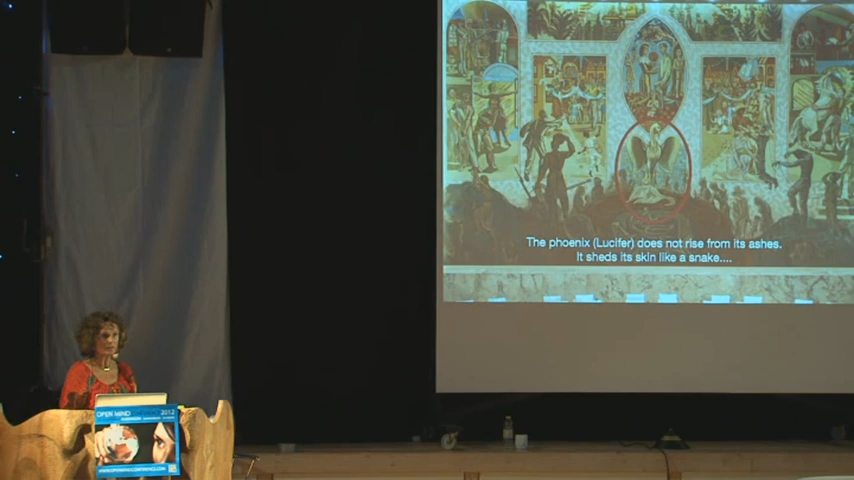 The phoenix (Lucifer) does not rise from its ashes.
It sheds its skin like a snake....
OPEN MIND
2012